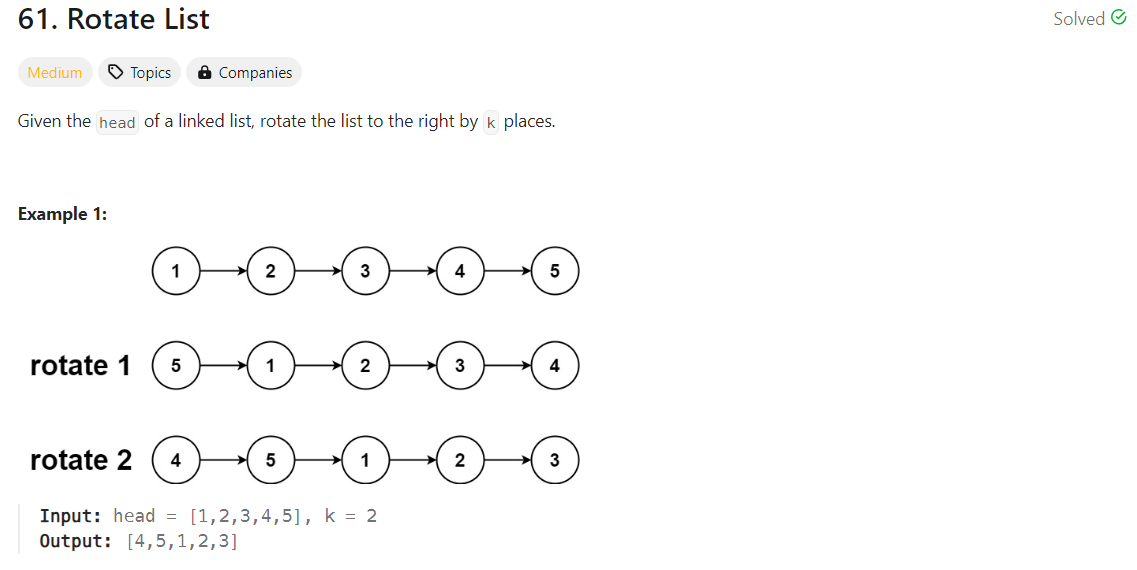 61. Rotate List
Solved
Medium Topics Companies
Given the head of a linked list, rotate the list to the right by k places.
Example 1:
1 2 3 4 5
rotate 1 5 1 2 3 4
rotate 2 4 5 1 2 3
Input: head = [1,2,3,4,5], k = 2
Output: [4,5,1,2,3]